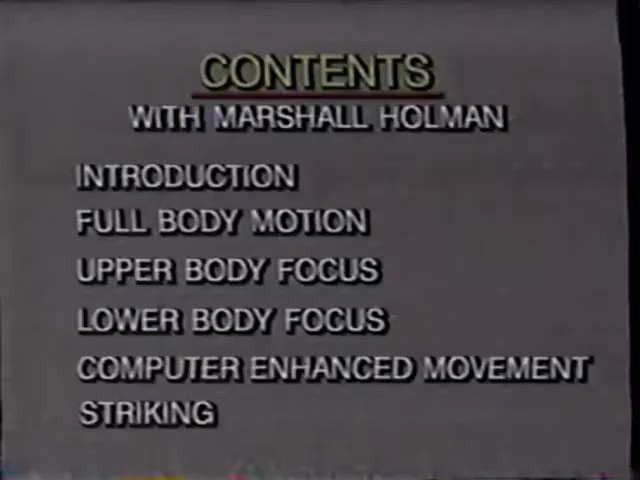 CONTENTS
WITH MARSHALL HOLMAN
INTRODUCTION
FULL BODY MOTION
UPPER BODY FOCUS
LOWER BODY FOCUS
COMPUTER ENHANCED MOVEMENT
STRIKING